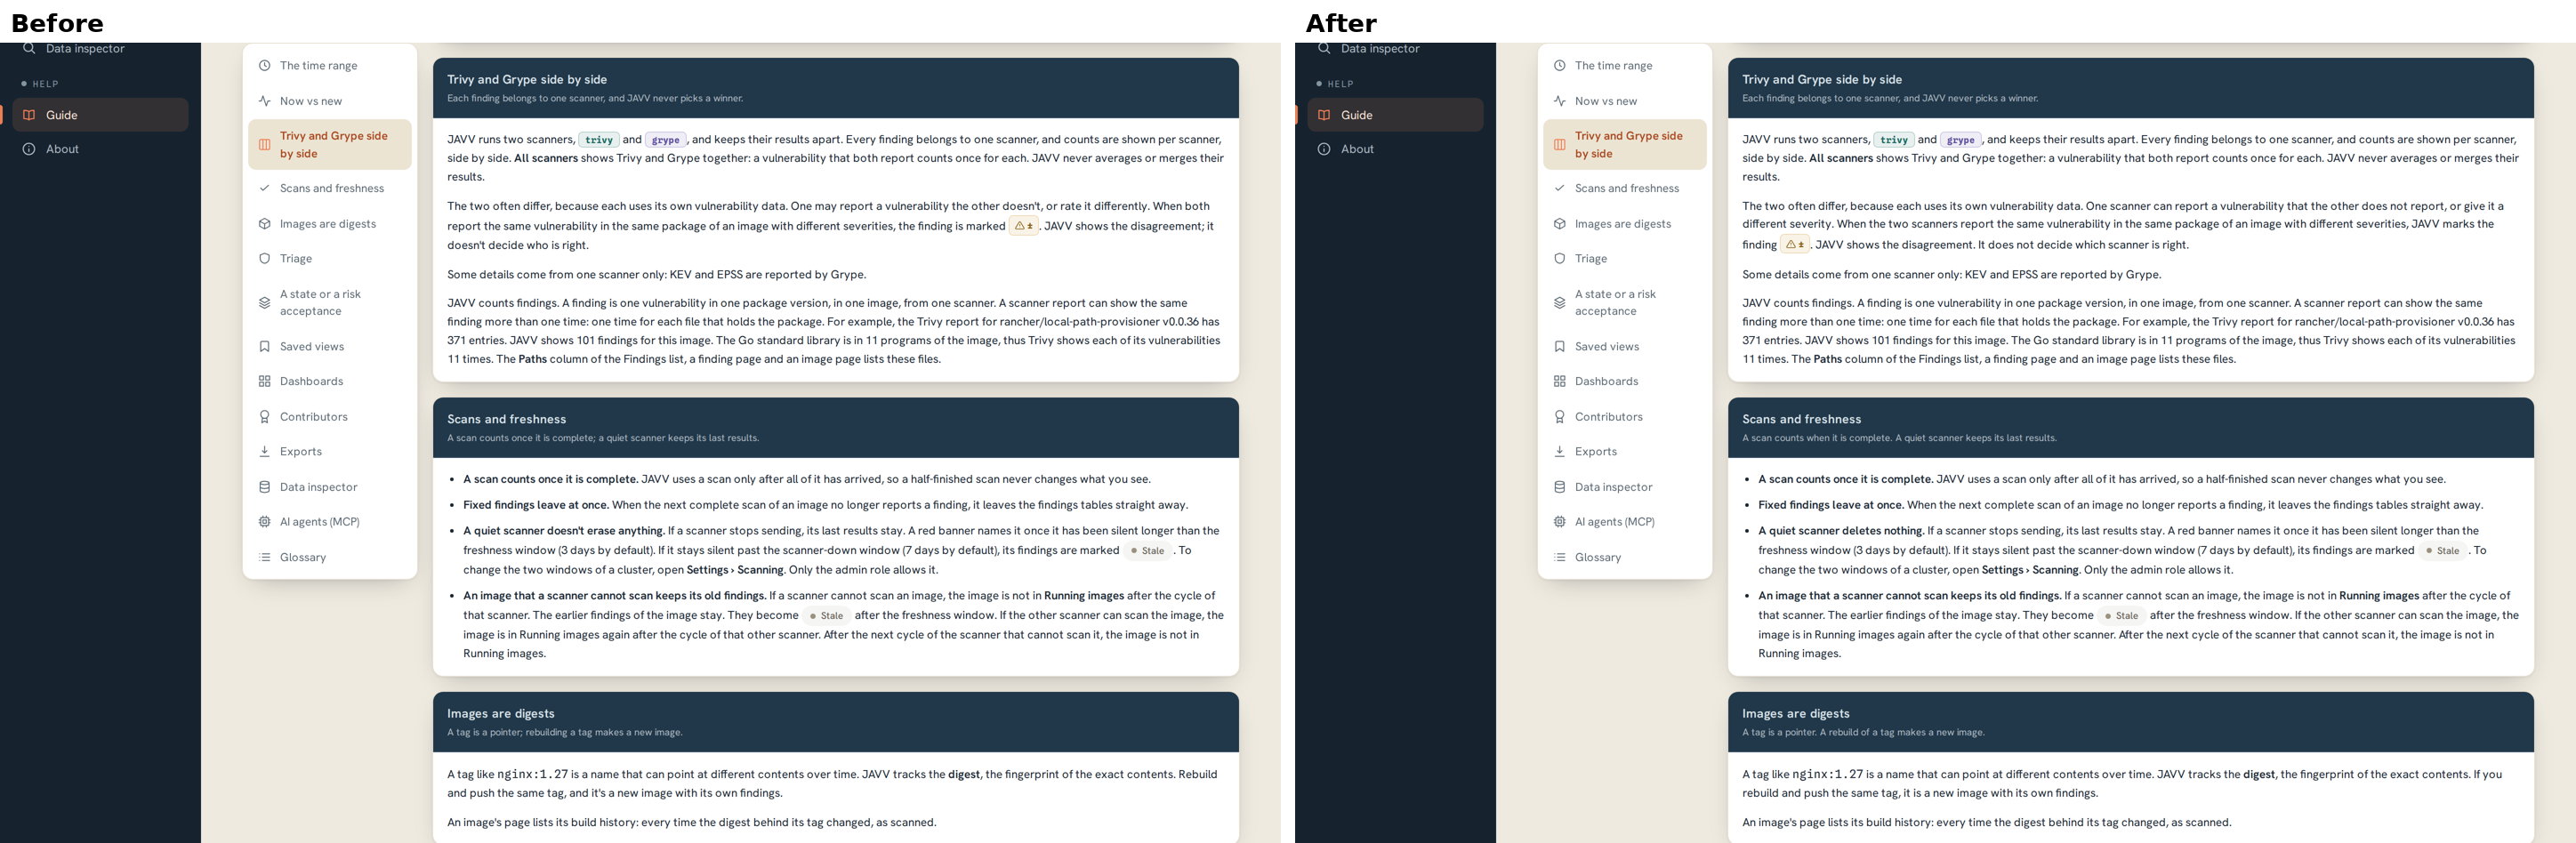 Before
Data inspector
HELP
Guide
About
The time range
Now vs new
Trivy and Grype side
by side
Scans and freshness
Images are digests
Triage
A state or a risk
acceptance
Saved views
Dashboards
Contributors
Exports
Data inspector
AI agents (MCP)
Glossary
Trivy and Grype side by side
Each finding belongs to one scanner, and JAVV never picks a winner.
JAVV runs two scanners, trivy and grype, and keeps their results apart. Every finding belongs to one scanner, and counts are shown per scanner,
side by side. All scanners shows Trivy and Grype together: a vulnerability that both report counts once for each. JAVV never averages or merges their
results.
The two often differ, because each uses its own vulnerability data. One may report a vulnerability the other doesn't, or rate it differently. When both
report the same vulnerability in the same package of an image with different severities, the finding is marked ⚠ ±. JAVV shows the disagreement; it
doesn't decide who is right.
Some details come from one scanner only: KEV and EPSS are reported by Grype.
JAVV counts findings. A finding is one vulnerability in one package version, in one image, from one scanner. A scanner report can show the same
finding more than one time: one time for each file that holds the package. For example, the Trivy report for rancher/local-path-provisioner v0.0.36 has
371 entries. JAVV shows 101 findings for this image. The Go standard library is in 11 programs of the image, thus Trivy shows each of its vulnerabilities
11 times. The Paths column of the Findings list, a finding page and an image page lists these files.
Scans and freshness
A scan counts once it is complete; a quiet scanner keeps its last results.
• A scan counts once it is complete. JAVV uses a scan only after all of it has arrived, so a half-finished scan never changes what you see.
• Fixed findings leave at once. When the next complete scan of an image no longer reports a finding, it leaves the findings tables straight away.
• A quiet scanner doesn't erase anything. If a scanner stops sending, its last results stay. A red banner names it once it has been silent longer than the
freshness window (3 days by default). If it stays silent past the scanner-down window (7 days by default), its findings are marked Stale. To
change the two windows of a cluster, open Settings › Scanning. Only the admin role allows it.
• An image that a scanner cannot scan keeps its old findings. If a scanner cannot scan an image, the image is not in Running images after the cycle of
that scanner. The earlier findings of the image stay. They become Stale after the freshness window. If the other scanner can scan the image, the
image is in Running images again after the cycle of that other scanner. After the next cycle of the scanner that cannot scan it, the image is not in
Running images.
Images are digests
A tag is a pointer; rebuilding a tag makes a new image.
A tag like nginx:1.27 is a name that can point at different contents over time. JAVV tracks the digest, the fingerprint of the exact contents. Rebuild
and push the same tag, and it's a new image with its own findings.
An image's page lists its build history: every time the digest behind its tag changed, as scanned.
After
Data inspector
HELP
Guide
About
The time range
Now vs new
Trivy and Grype side
by side
Scans and freshness
Images are digests
Triage
A state or a risk
acceptance
Saved views
Dashboards
Contributors
Exports
Data inspector
AI agents (MCP)
Glossary
Trivy and Grype side by side
Each finding belongs to one scanner, and JAVV never picks a winner.
JAVV runs two scanners, trivy and grype, and keeps their results apart. Every finding belongs to one scanner, and counts are shown per scanner,
side by side. All scanners shows Trivy and Grype together: a vulnerability that both report counts once for each. JAVV never averages or merges their
results.
The two often differ, because each uses its own vulnerability data. One scanner can report a vulnerability that the other does not report, or give it a
different severity. When the two scanners report the same vulnerability in the same package of an image with different severities, JAVV marks the
finding ⚠ ±. JAVV shows the disagreement. It does not decide which scanner is right.
Some details come from one scanner only: KEV and EPSS are reported by Grype.
JAVV counts findings. A finding is one vulnerability in one package version, in one image, from one scanner. A scanner report can show the same
finding more than one time: one time for each file that holds the package. For example, the Trivy report for rancher/local-path-provisioner v0.0.36 has
371 entries. JAVV shows 101 findings for this image. The Go standard library is in 11 programs of the image, thus Trivy shows each of its vulnerabilities
11 times. The Paths column of the Findings list, a finding page and an image page lists these files.
Scans and freshness
A scan counts when it is complete. A quiet scanner keeps its last results.
• A scan counts once it is complete. JAVV uses a scan only after all of it has arrived, so a half-finished scan never changes what you see.
• Fixed findings leave at once. When the next complete scan of an image no longer reports a finding, it leaves the findings tables straight away.
• A quiet scanner deletes nothing. If a scanner stops sending, its last results stay. A red banner names it once it has been silent longer than the
freshness window (3 days by default). If it stays silent past the scanner-down window (7 days by default), its findings are marked Stale. To
change the two windows of a cluster, open Settings › Scanning. Only the admin role allows it.
• An image that a scanner cannot scan keeps its old findings. If a scanner cannot scan an image, the image is not in Running images after the cycle of
that scanner. The earlier findings of the image stay. They become Stale after the freshness window. If the other scanner can scan the image, the
image is in Running images again after the cycle of that other scanner. After the next cycle of the scanner that cannot scan it, the image is not in
Running images.
Images are digests
A tag is a pointer. A rebuild of a tag makes a new image.
A tag like nginx:1.27 is a name that can point at different contents over time. JAVV tracks the digest, the fingerprint of the exact contents. If you
rebuild and push the same tag, it is a new image with its own findings.
An image's page lists its build history: every time the digest behind its tag changed, as scanned.